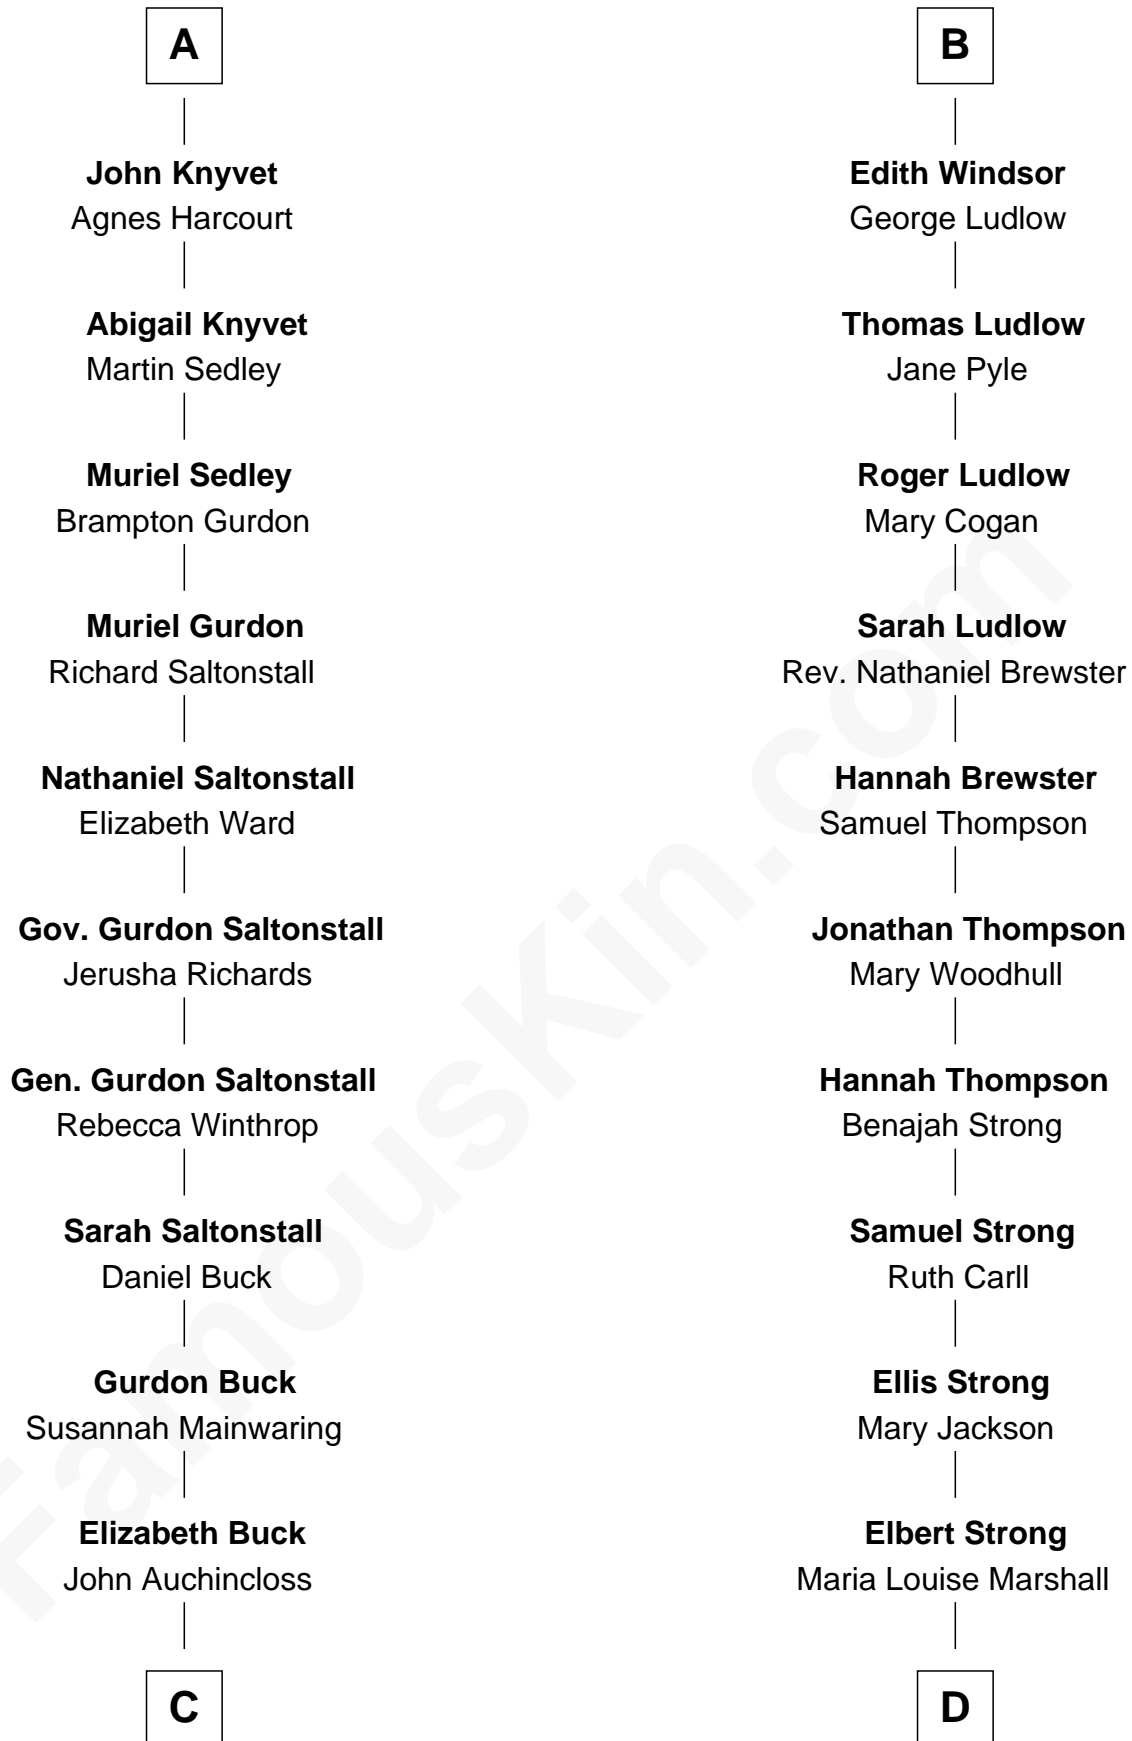 A
John Knyvet
Agnes Harcourt
Abigail Knyvet
Martin Sedley
Muriel Sedley
Brampton Gurdon
Muriel Gurdon
Richard Saltonstall
Nathaniel Saltonstall
Elizabeth Ward
Gov. Gurdon Saltonstall
Jerusha Richards
Gen. Gurdon Saltonstall
Rebecca Winthrop
Sarah Saltonstall
Daniel Buck
Gurdon Buck
Susannah Mainwaring
Elizabeth Buck
John Auchincloss
C
B
Edith Windsor
George Ludlow
Thomas Ludlow
Jane Pyle
Roger Ludlow
Mary Cogan
Sarah Ludlow
Rev. Nathaniel Brewster
Hannah Brewster
Samuel Thompson
Jonathan Thompson
Mary Woodhull
Hannah Thompson
Benajah Strong
Samuel Strong
Ruth Carll
Ellis Strong
Mary Jackson
Elbert Strong
Maria Louise Marshall
D
FamousKin.com